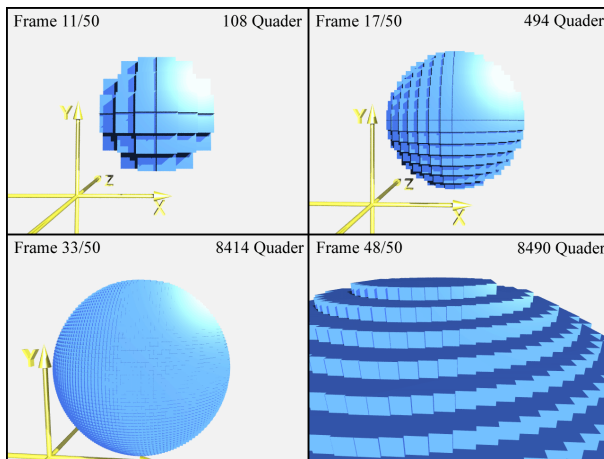 Frame 11/50
108 Quader
Y
Z
X
Frame 17/50
494 Quader
Y
Z
X
Frame 33/50
8414 Quader
Y
Frame 48/50
8490 Quader